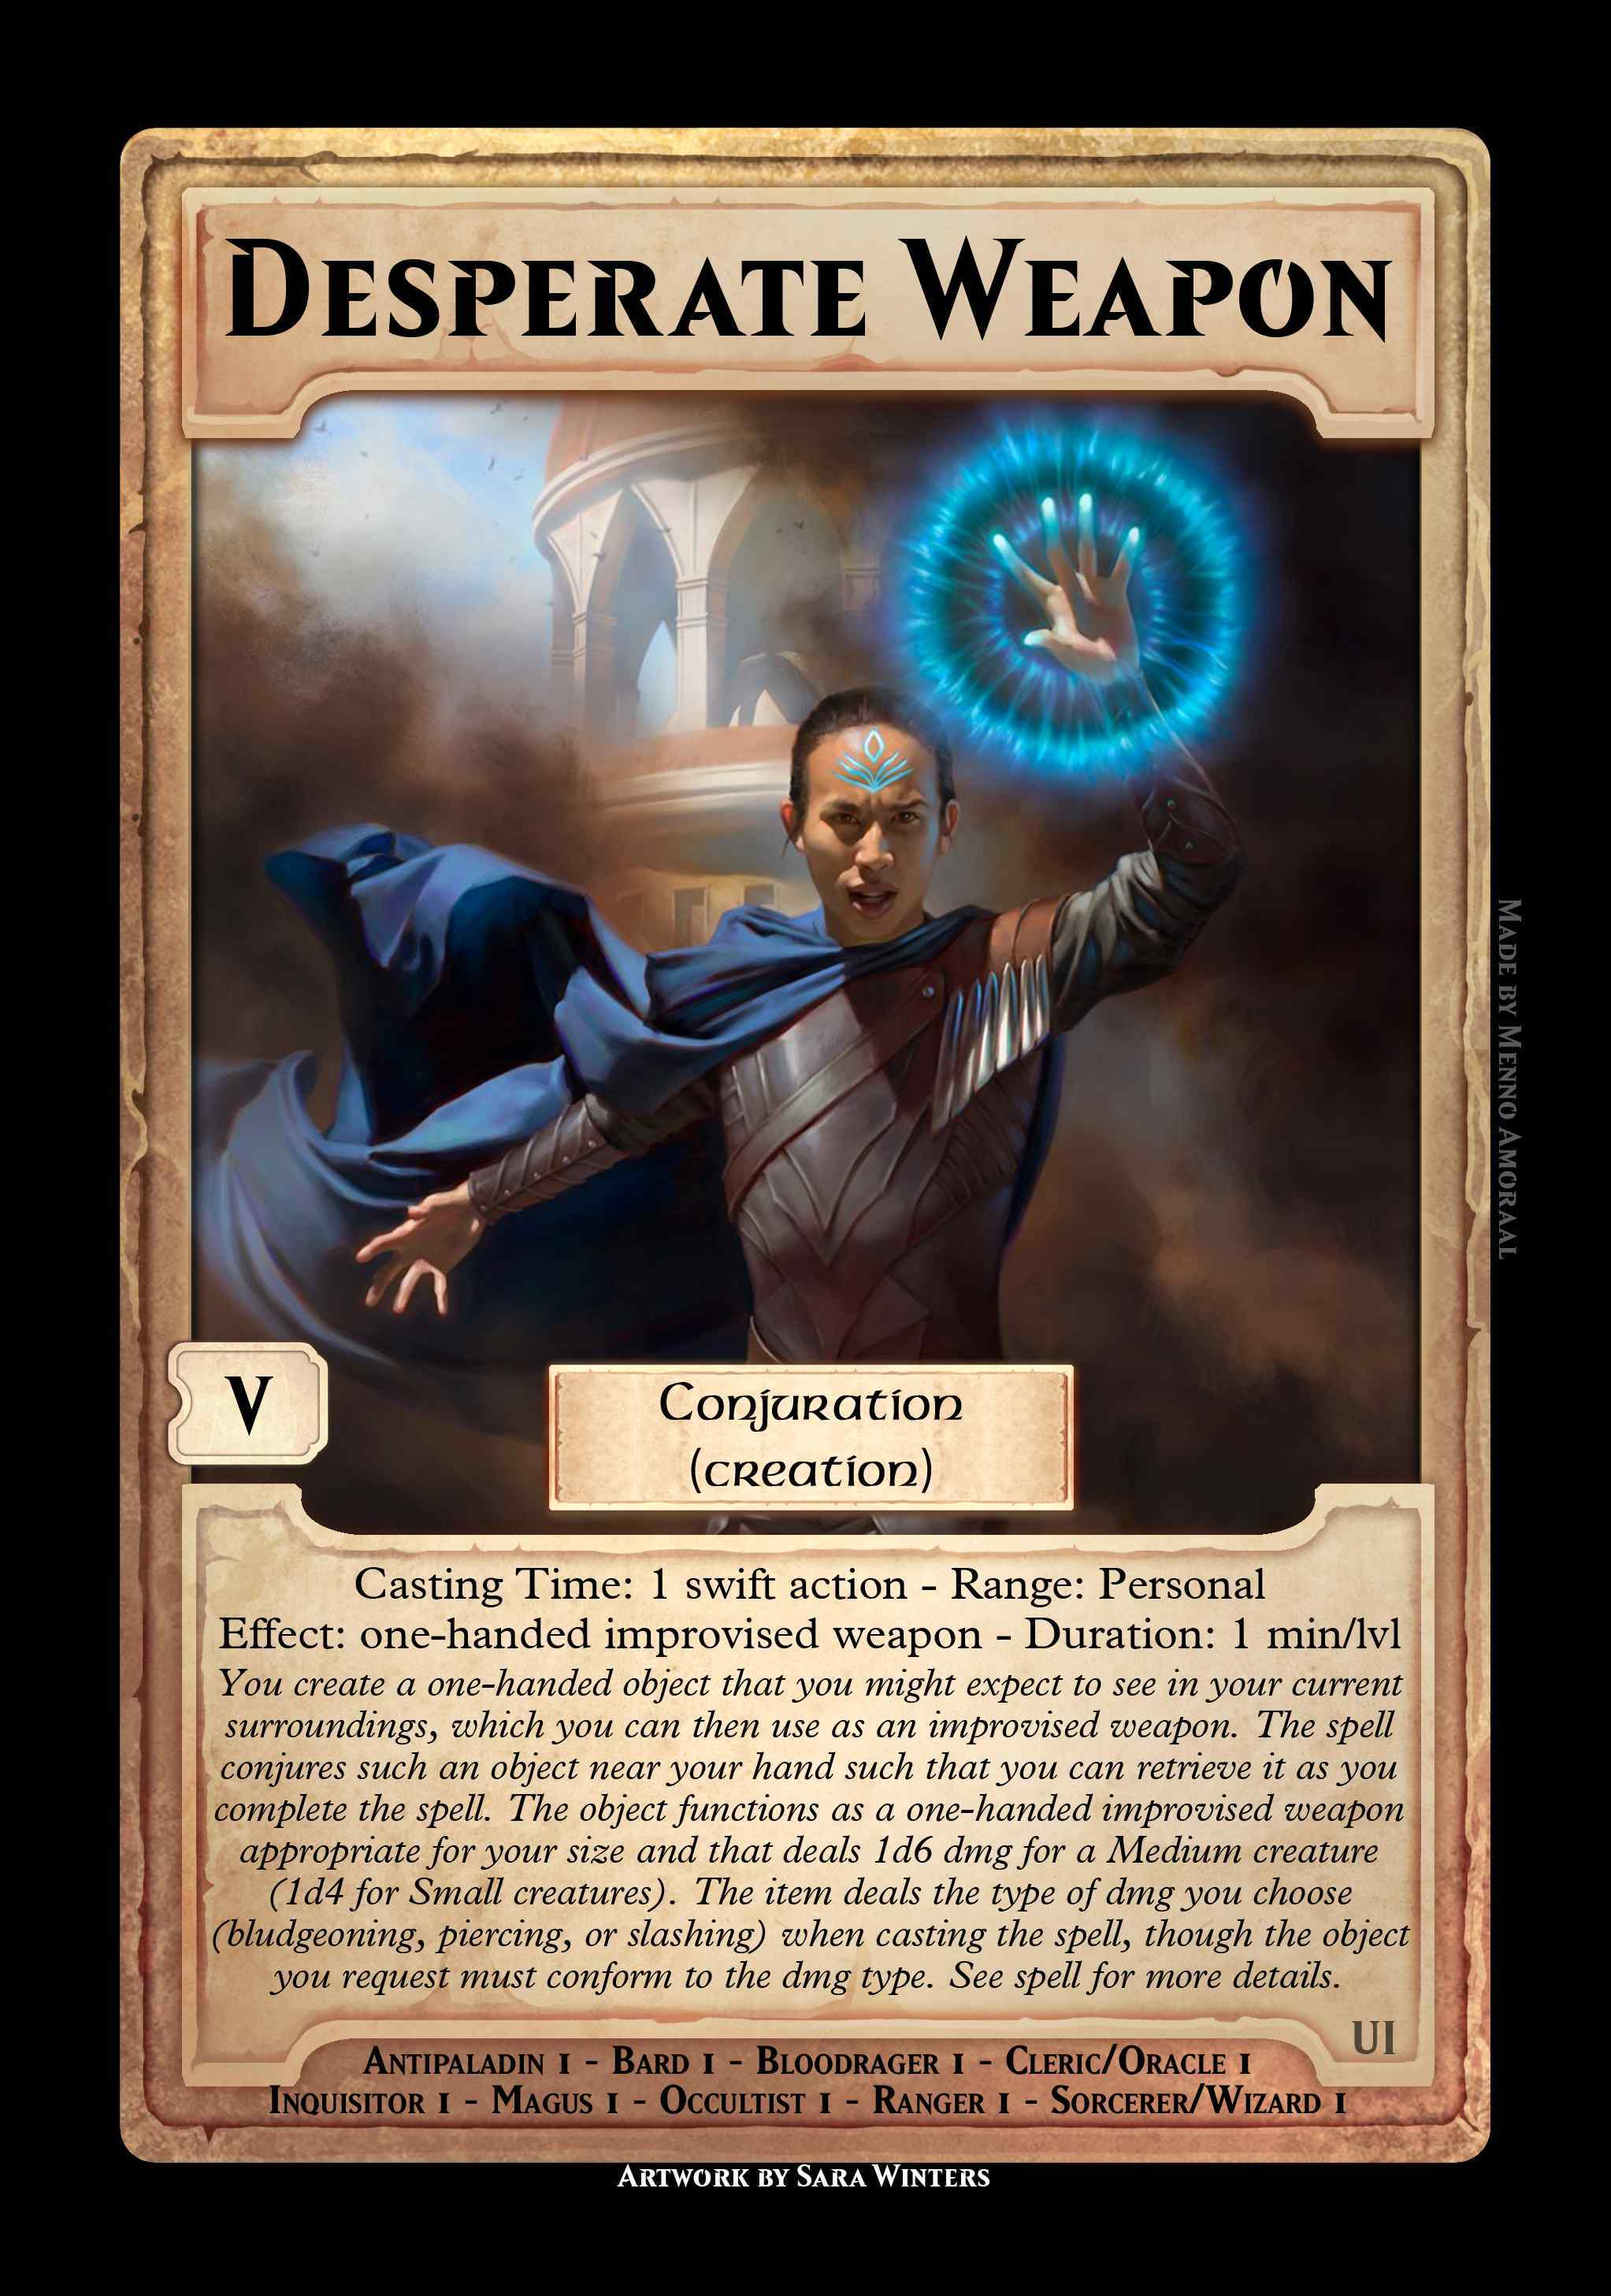 Desperate Weapon
V
Conjuration
(creation)
Casting Time: 1 swift action - Range: Personal
Effect: one-handed improvised weapon - Duration: 1 min/lvl
You create a one-handed object that you might expect to see in your current
surroundings, which you can then use as an improvised weapon. The spell
conjures such an object near your hand such that you can retrieve it as you
complete the spell. The object functions as a one-handed improvised weapon
appropriate for your size and that deals 1d6 dmg for a Medium creature
(1d4 for Small creatures). The item deals the type of dmg you choose
(bludgeoning, piercing, or slashing) when casting the spell, though the object
you request must conform to the dmg type. See spell for more details.
UI
Antipaladin 1 - Bard 1 - Bloodrager 1 - Cleric/Oracle 1
Inquisitor 1 - Magus 1 - Occultist 1 - Ranger 1 - Sorcerer/Wizard 1
Artwork by Sara Winters
Made by Menno Amoraal